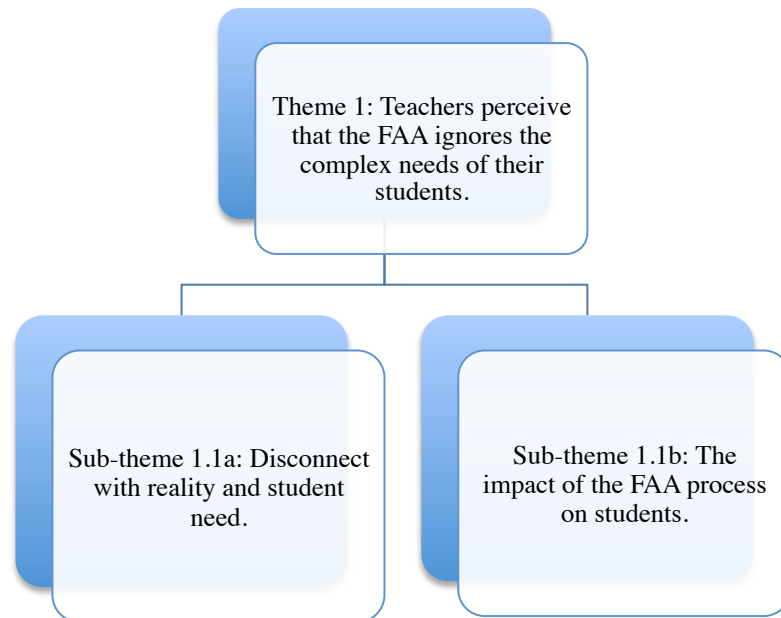 Theme 1: Teachers perceive
that the FAA ignores the
complex needs of their
students.
Sub-theme 1.1a: Disconnect
with reality and student
need.
Sub-theme 1.1b: The
impact of the FAA process
on students.